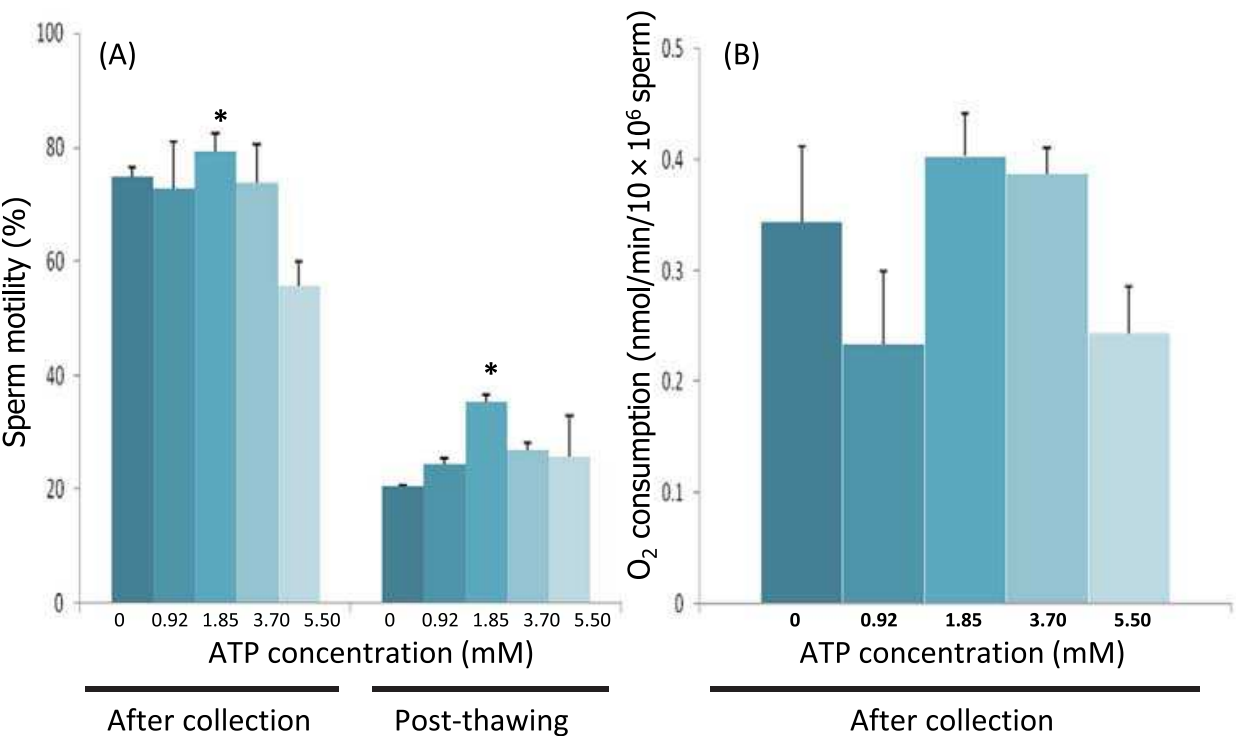 (A)
100
80
60
40
20
0
Sperm motility (%)
*
*
0 0.92 1.85 3.70 5.50 0 0.92 1.85 3.70 5.50
ATP concentration (mM)
After collection Post-thawing
(B)
0.5
0.4
0.3
0.2
0.1
0
O₂ consumption (nmol/min/10 × 10⁶ sperm)
0 0.92 1.85 3.70 5.50
ATP concentration (mM)
After collection